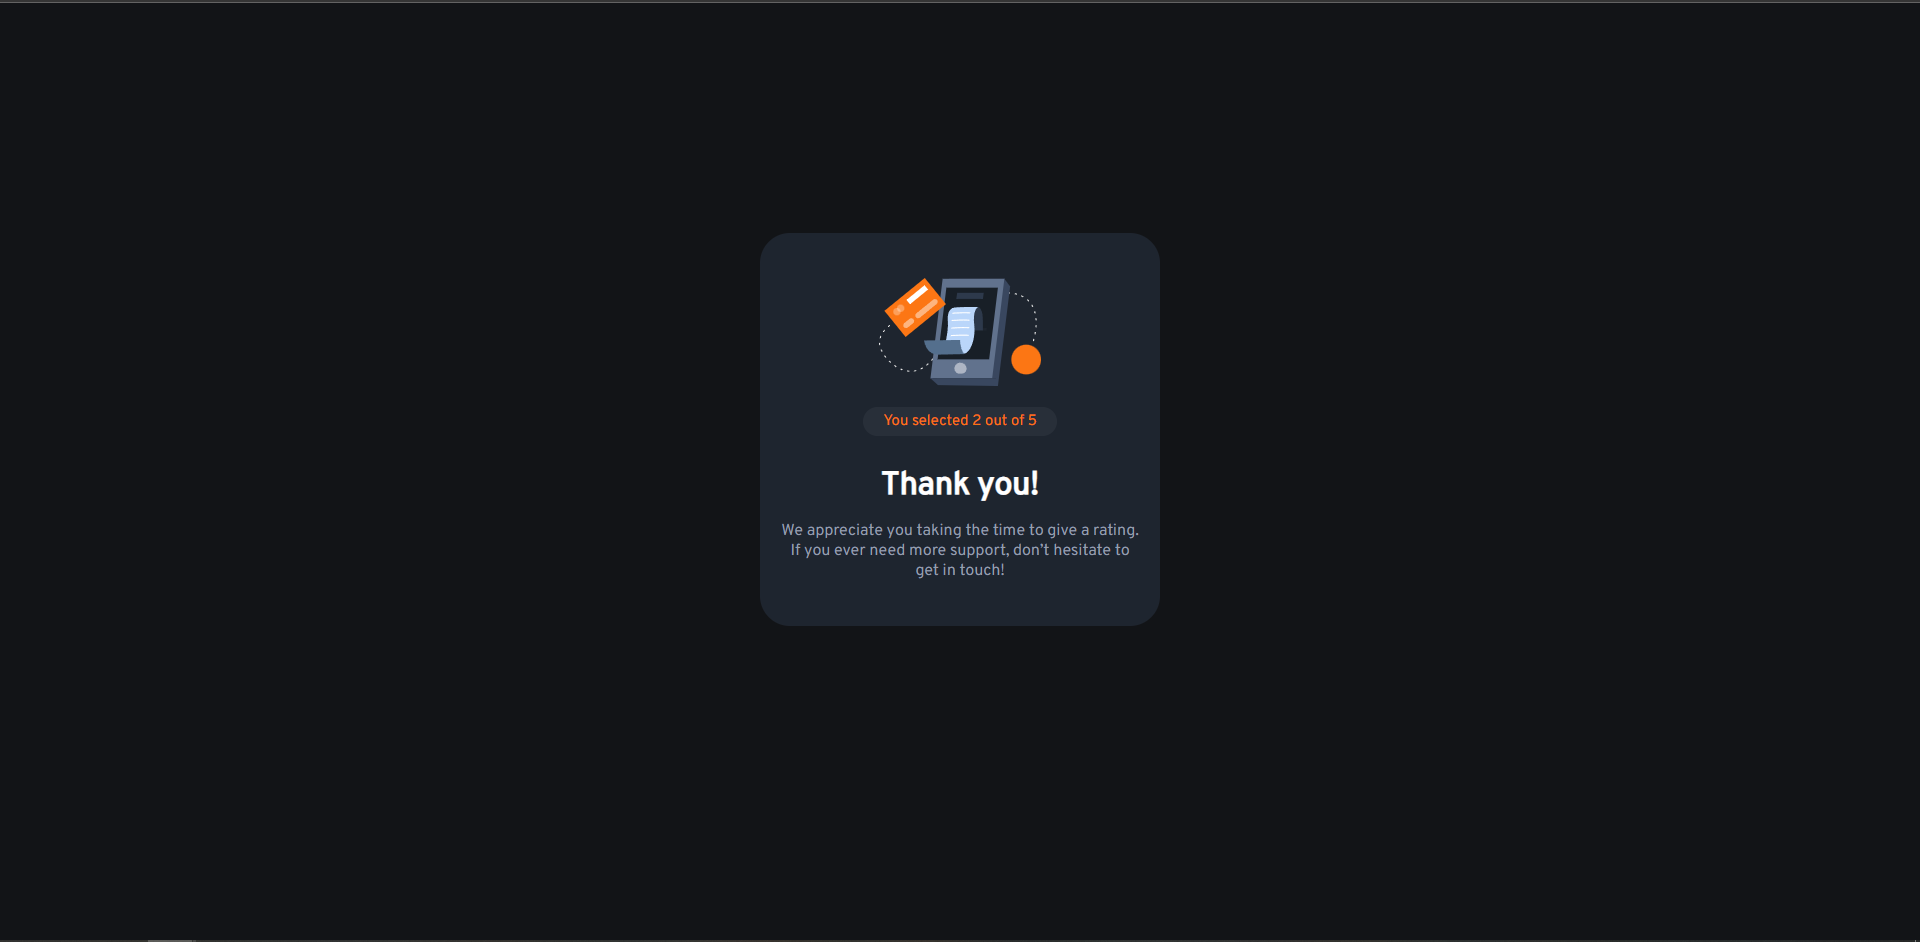 You selected 2 out of 5
Thank you!
We appreciate you taking the time to give a rating.
If you ever need more support, don’t hesitate to
get in touch!